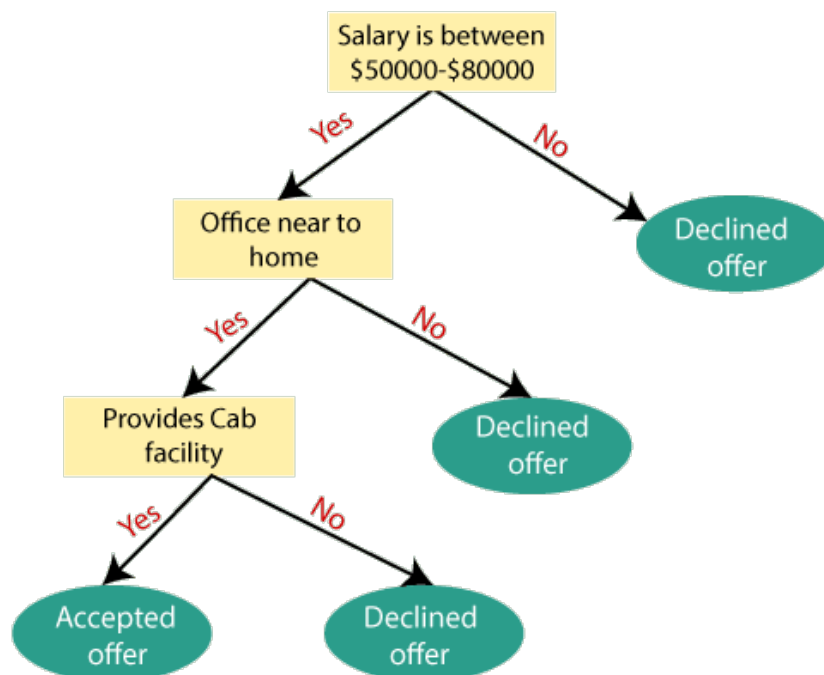 Salary is between
$50000-$80000
Yes
No
Office near to
home
Declined
offer
Yes
No
Provides Cab
facility
Declined
offer
Yes
No
Accepted
offer
Declined
offer